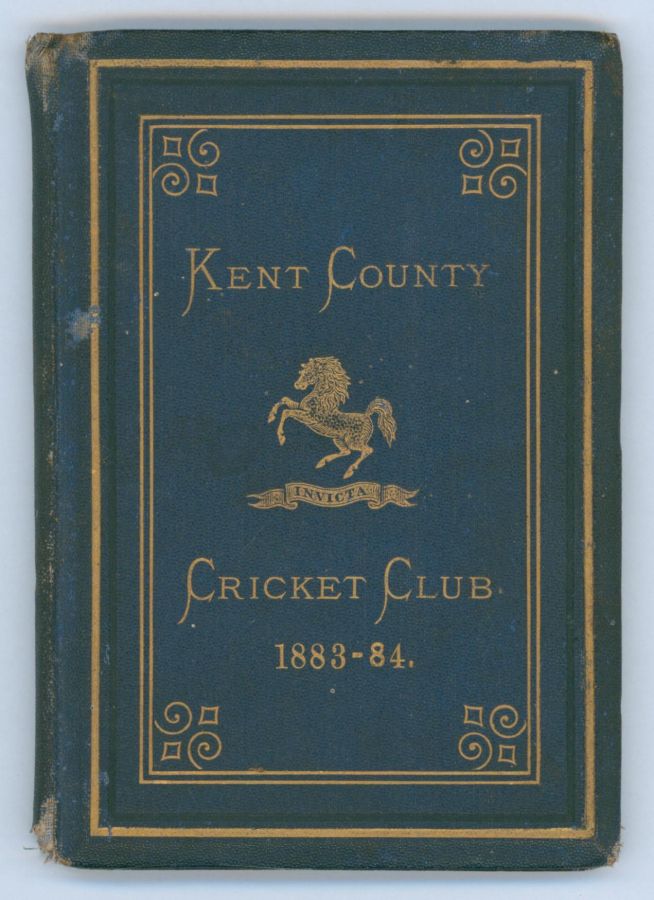 KENT COUNTY
INVICTA
CRICKET CLUB
1883-84.